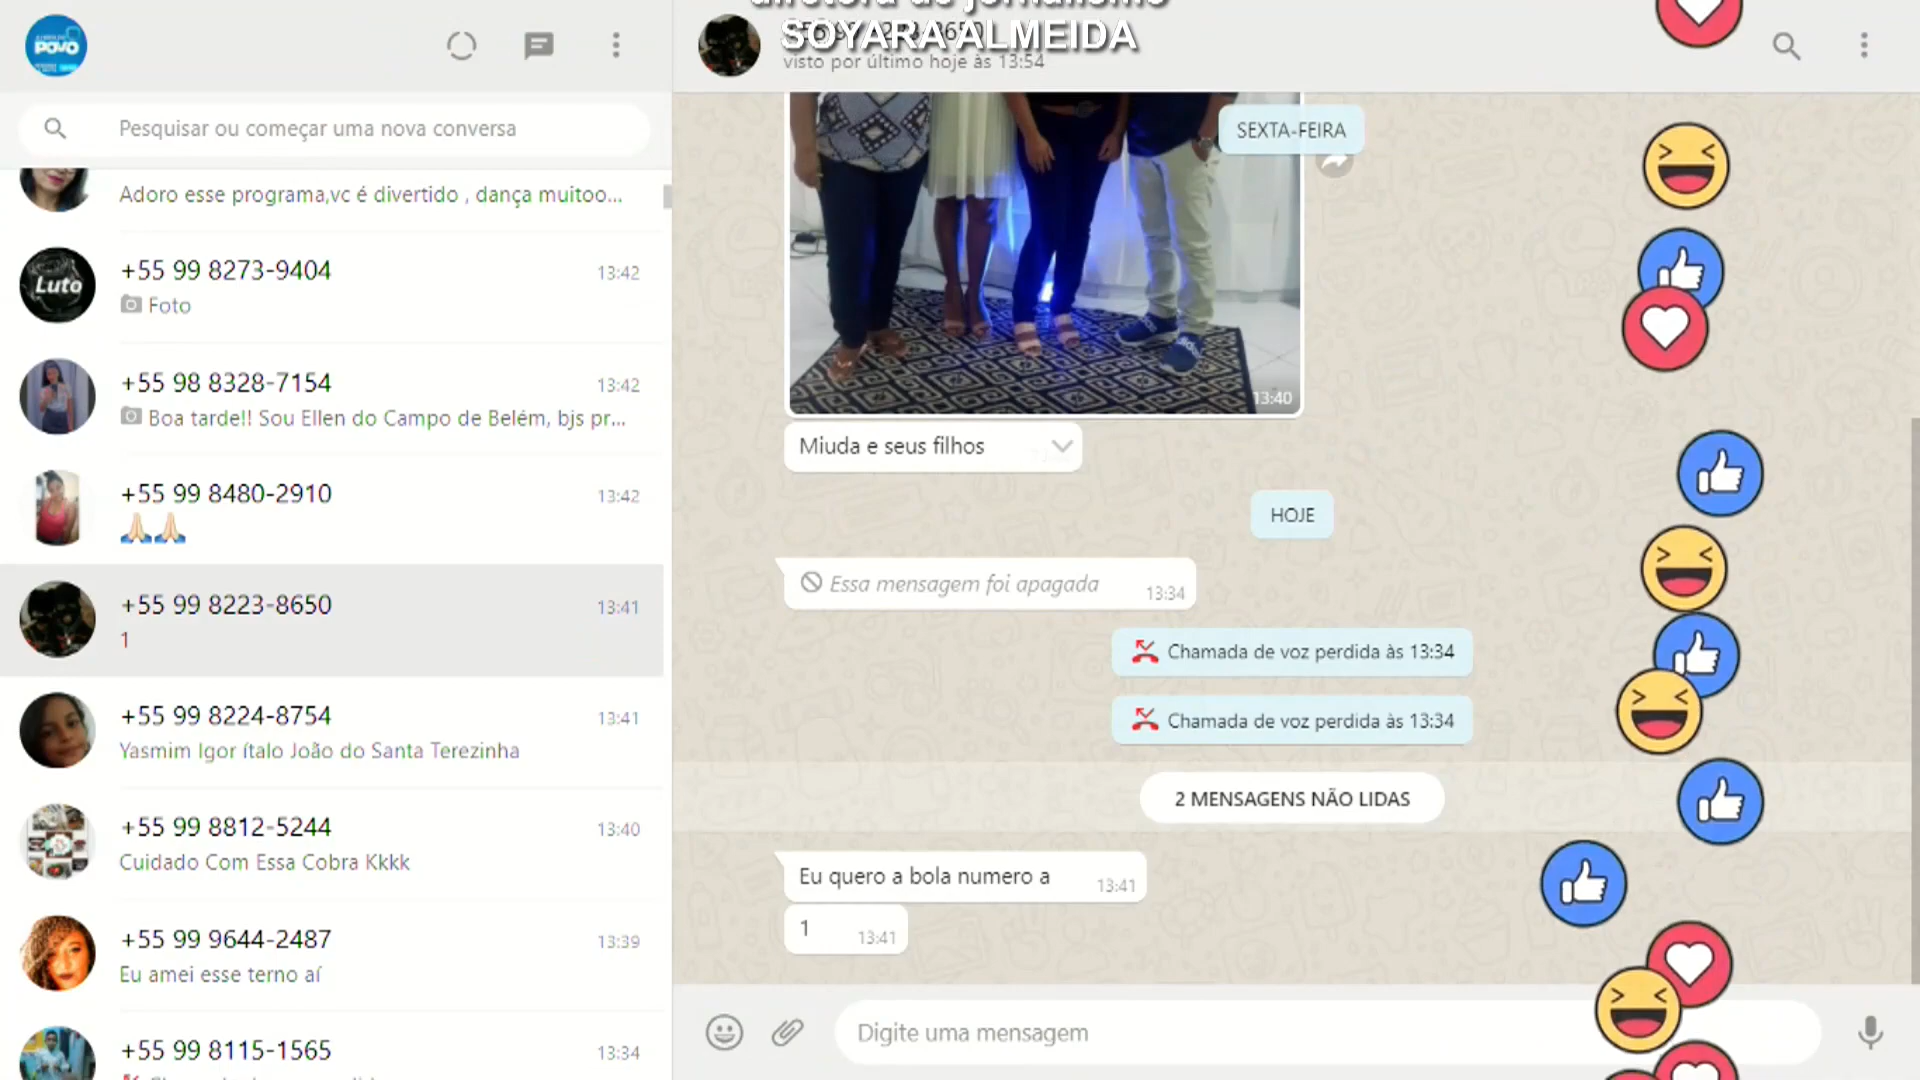 POVO
Pesquisar ou começar uma nova conversa
Adoro esse programa,vc é divertido , dança muitoo...
Luto
+55 99 8273-9404 13:42
Foto
+55 98 8328-7154 13:42
Boa tarde!! Sou Ellen do Campo de Belém, bjs pr...
+55 99 8480-2910 13:42
🙏🏻🙏🏻
+55 99 8223-8650 13:41
1
+55 99 8224-8754 13:41
Yasmim Igor ítalo João do Santa Terezinha
+55 99 8812-5244 13:40
Cuidado Com Essa Cobra Kkkk
+55 99 9644-2487 13:39
Eu amei esse terno aí
+55 99 8115-1565 13:34
diretora de jornalismo
SOYARA ALMEIDA
visto por último hoje às 13:54
SEXTA-FEIRA
13:40
Miuda e seus filhos
HOJE
Essa mensagem foi apagada 13:34
Chamada de voz perdida às 13:34
Chamada de voz perdida às 13:34
2 MENSAGENS NÃO LIDAS
Eu quero a bola numero a 13:41
1 13:41
Digite uma mensagem